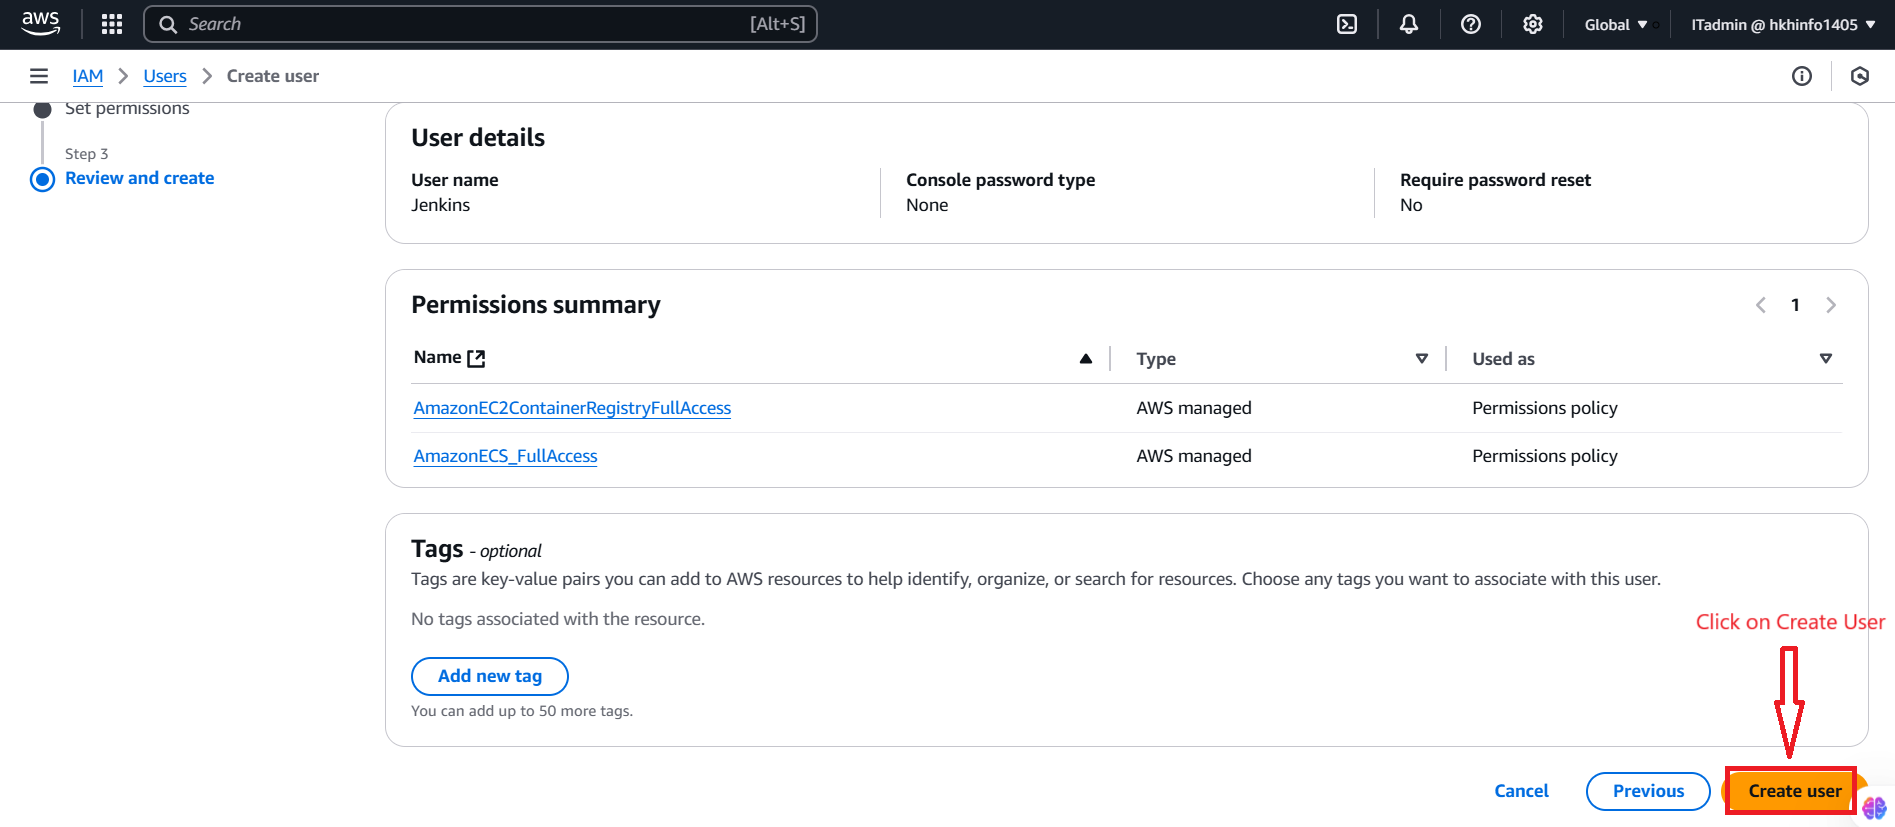 aws
Search [Alt+S]
Global
ITadmin @ hkhinfo1405
IAM Users Create user
Set permissions
Step 3
Review and create
User details
User name Console password type Require password reset
Jenkins None No
Permissions summary
1
Name Type Used as
AmazonEC2ContainerRegistryFullAccess AWS managed Permissions policy
AmazonECS_FullAccess AWS managed Permissions policy
Tags - optional
Tags are key-value pairs you can add to AWS resources to help identify, organize, or search for resources. Choose any tags you want to associate with this user.
No tags associated with the resource.
Click on Create User
Add new tag
You can add up to 50 more tags.
Cancel Previous Create user